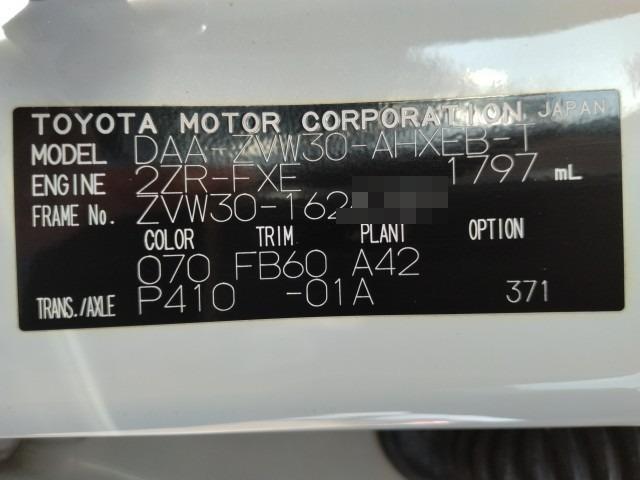 TOYOTA MOTOR CORPORATION JAPAN
MODEL DAA-ZVW30-AHXEB-T
ENGINE 2ZR-FXE 1797 mL
FRAME No. ZVW30-162
COLOR TRIM PLANT OPTION
070 FB60 A42
TRANS./AXLE P410 -01A 371